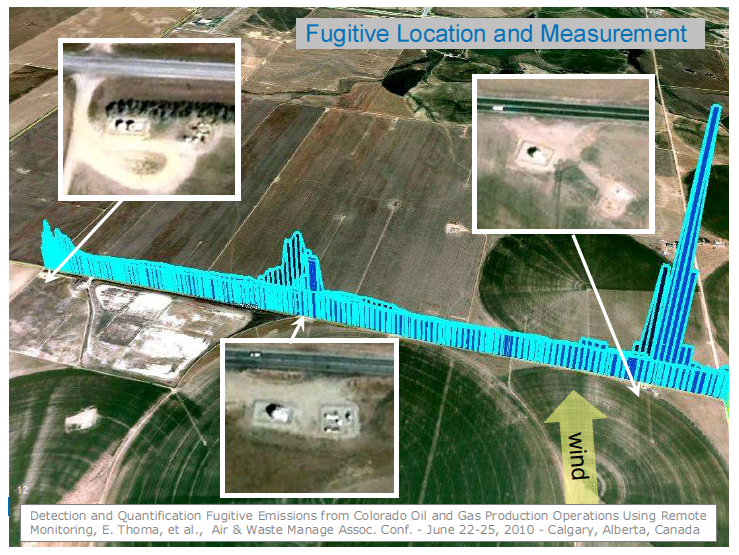 Fugitive Location and Measurement
wind
12
Detection and Quantification Fugitive Emissions from Colorado Oil and Gas Production Operations Using Remote
Monitoring, E. Thoma, et al., Air & Waste Manage Assoc. Conf. - June 22-25, 2010 - Calgary, Alberta, Canada